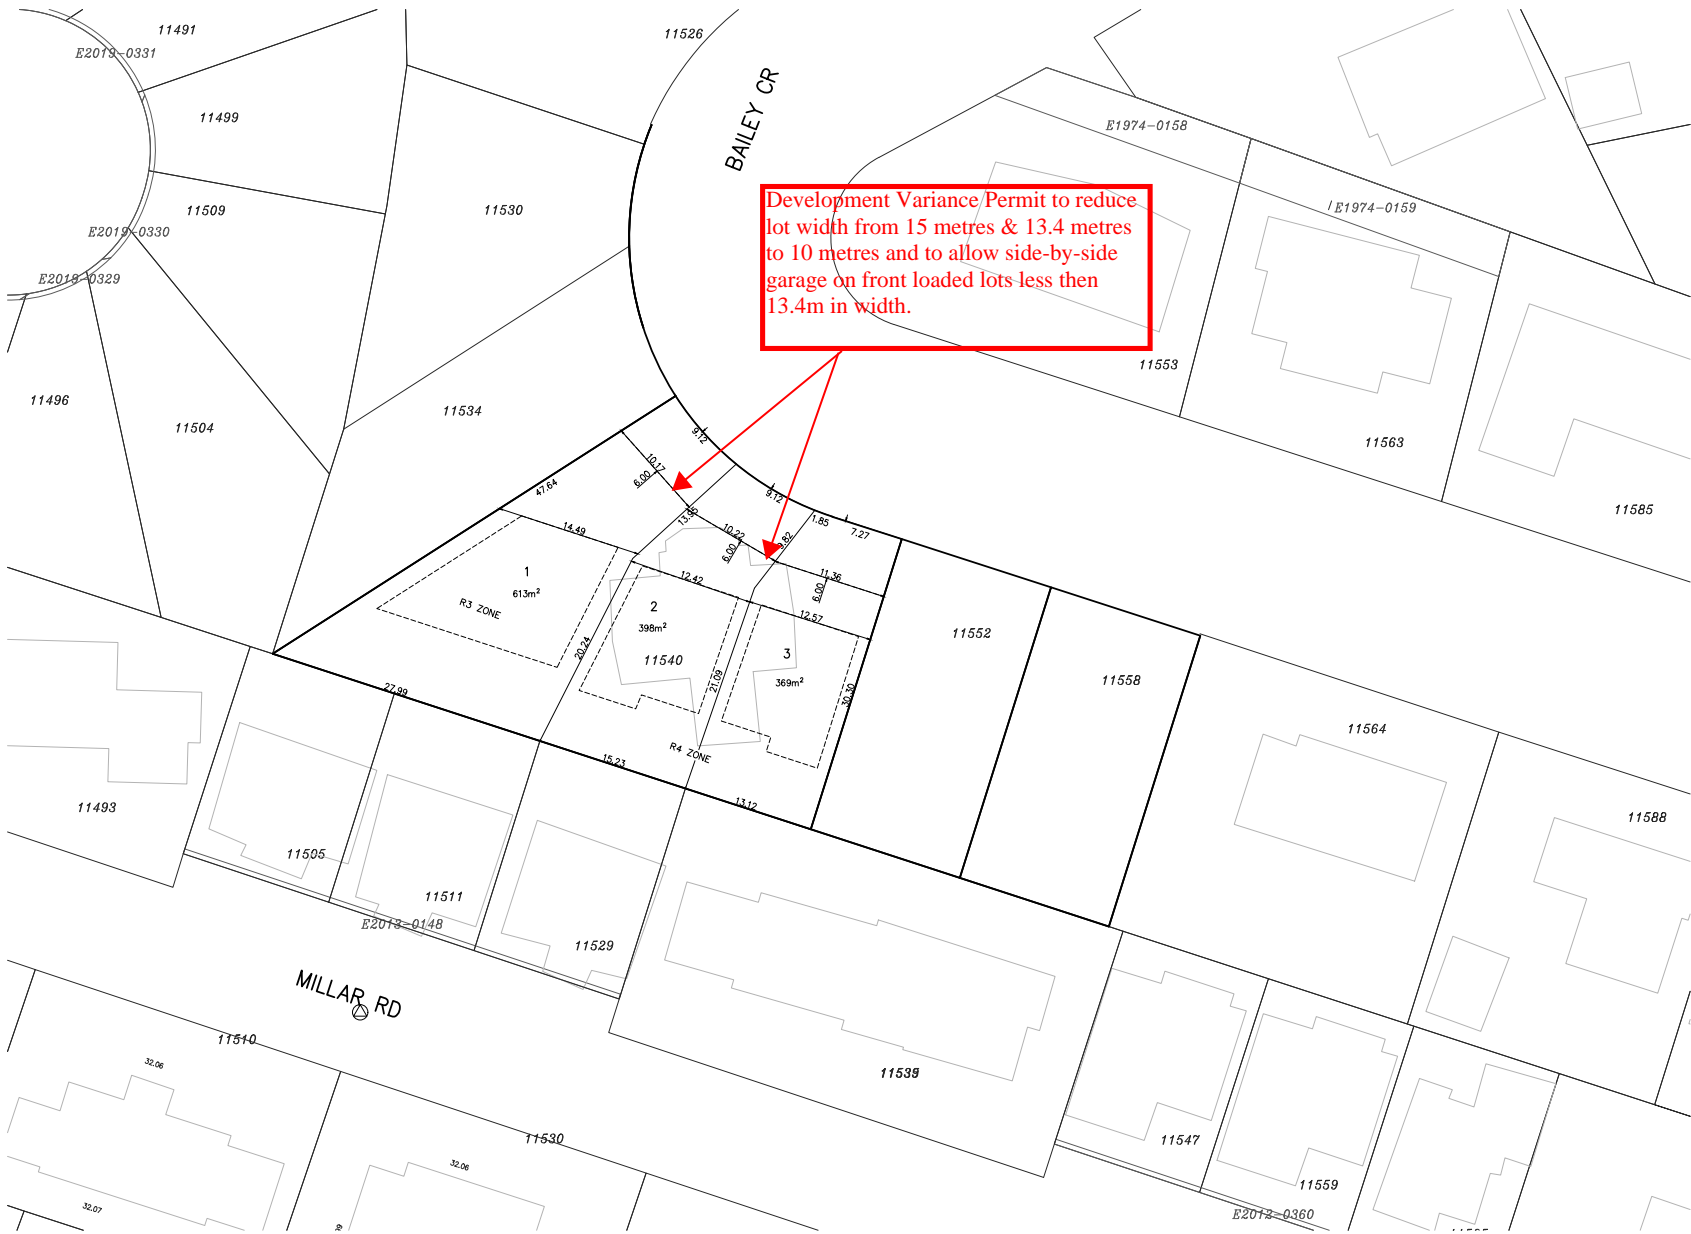 11491
E2019-0331
11499
11509
E2019-0330
E2018-0329
11526
BAILEY CR
11530
E1974-0158
E1974-0159
Development Variance Permit to reduce
lot width from 15 metres & 13.4 metres
to 10 metres and to allow side-by-side
garage on front loaded lots less then
13.4m in width.
11553
11563
11585
11496
11504
11534
9.12
10.17
6.00
47.64
9.12
13.95
1.85
7.27
14.49
10.22
9.82
6.00
11.36
12.42
6.00
12.57
1
613m²
R3 ZONE
2
398m²
11540
3
369m²
20.24
21.09
30.30
27.99
R4 ZONE
15.23
13.12
11552
11558
11564
11588
11493
11505
11511
E2013-0148
11529
MILLAR RD
11510
32.06
11530
32.06
32.07
11539
11547
11559
E2012-0360